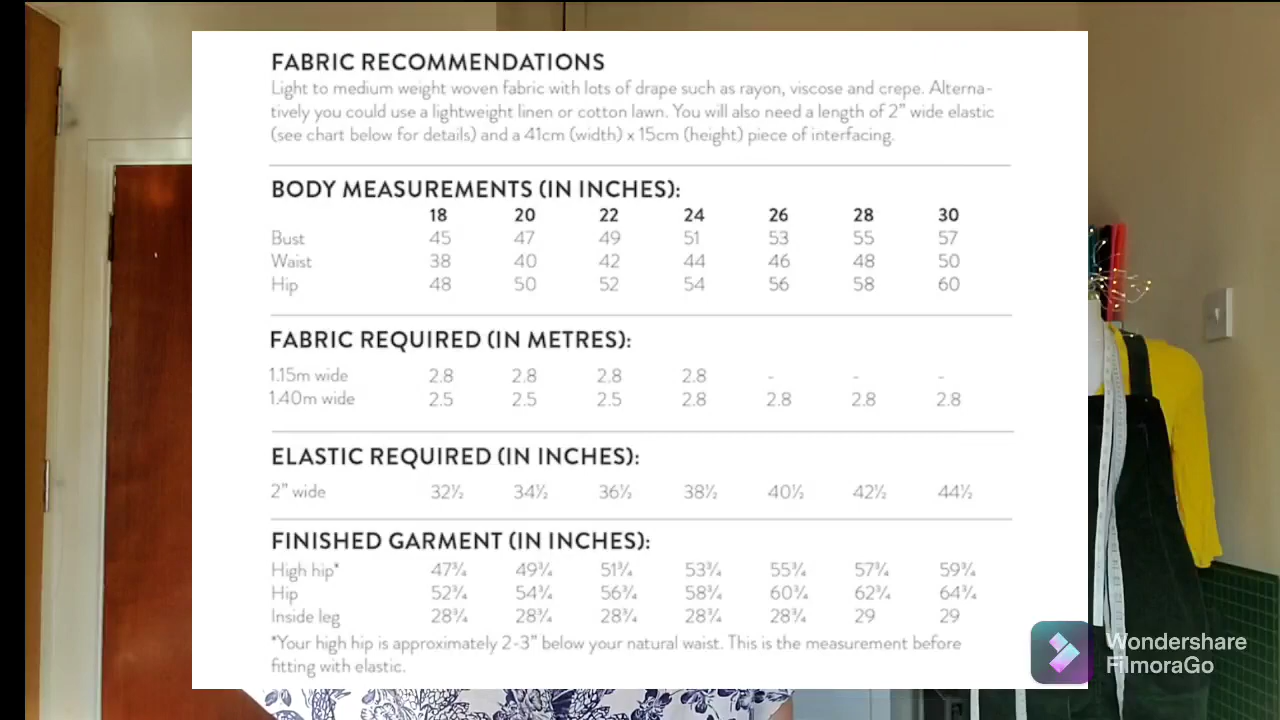 FABRIC RECOMMENDATIONS
Light to medium weight woven fabric with lots of drape such as rayon, viscose and crepe. Alterna-
tively you could use a lightweight linen or cotton lawn. You will also need a length of 2” wide elastic
(see chart below for details) and a 41cm (width) x 15cm (height) piece of interfacing.
BODY MEASUREMENTS (IN INCHES):
18 20 22 24 26 28 30
Bust 45 47 49 51 53 55 57
Waist 38 40 42 44 46 48 50
Hip 48 50 52 54 56 58 60
FABRIC REQUIRED (IN METRES):
1.15m wide 2.8 2.8 2.8 2.8 - - -
1.40m wide 2.5 2.5 2.5 2.8 2.8 2.8 2.8
ELASTIC REQUIRED (IN INCHES):
2” wide 32½ 34½ 36½ 38½ 40½ 42½ 44½
FINISHED GARMENT (IN INCHES):
High hip* 47¾ 49¾ 51¾ 53¾ 55¾ 57¾ 59¾
Hip 52¾ 54¾ 56¾ 58¾ 60¾ 62¾ 64¾
Inside leg 28¾ 28¾ 28¾ 28¾ 28¾ 29 29
*Your high hip is approximately 2-3” below your natural waist. This is the measurement before
fitting with elastic.
Wondershare
FilmoraGo